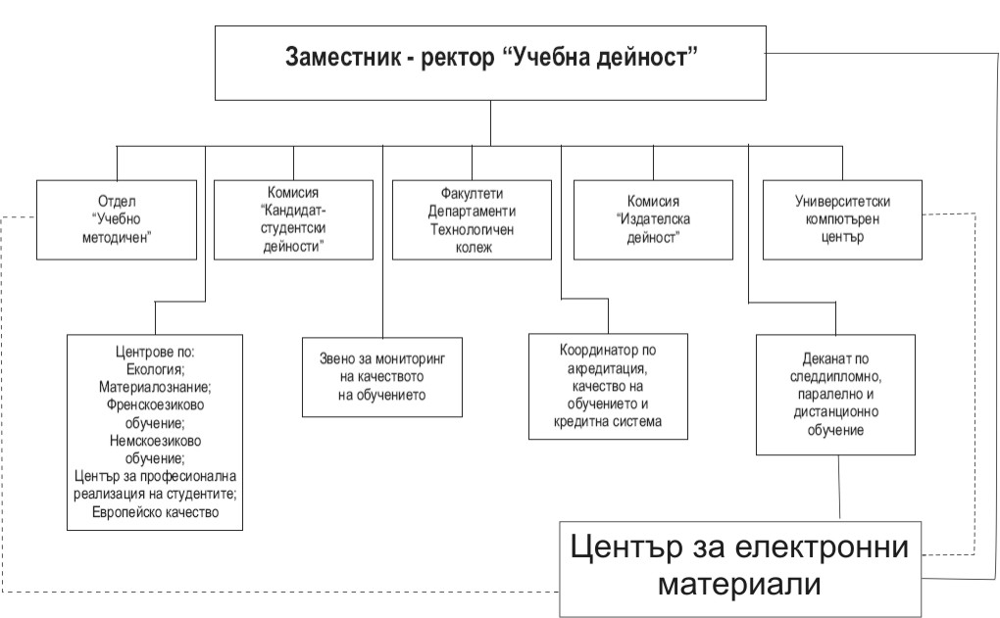 Заместник - ректор “Учебна дейност”
Отдел
“Учебно
методичен”
Комисия
“Кандидат-
студентски
дейности”
Факултети
Департаменти
Технологичен
колеж
Комисия
“Издателска
дейност”
Университетски
компютърен
център
Центрове по:
Екология;
Материалознание;
Френскоезиково
обучение;
Немскоезиково
обучение;
Център за професионална
реализация на студентите;
Европейско качество
Звено за мониторинг
на качеството
на обучението
Координатор по
акредитация,
качество на
обучението и
кредитна система
Деканат по
следдипломно,
паралелно и
дистанционно
обучение
Център за електронни
материали